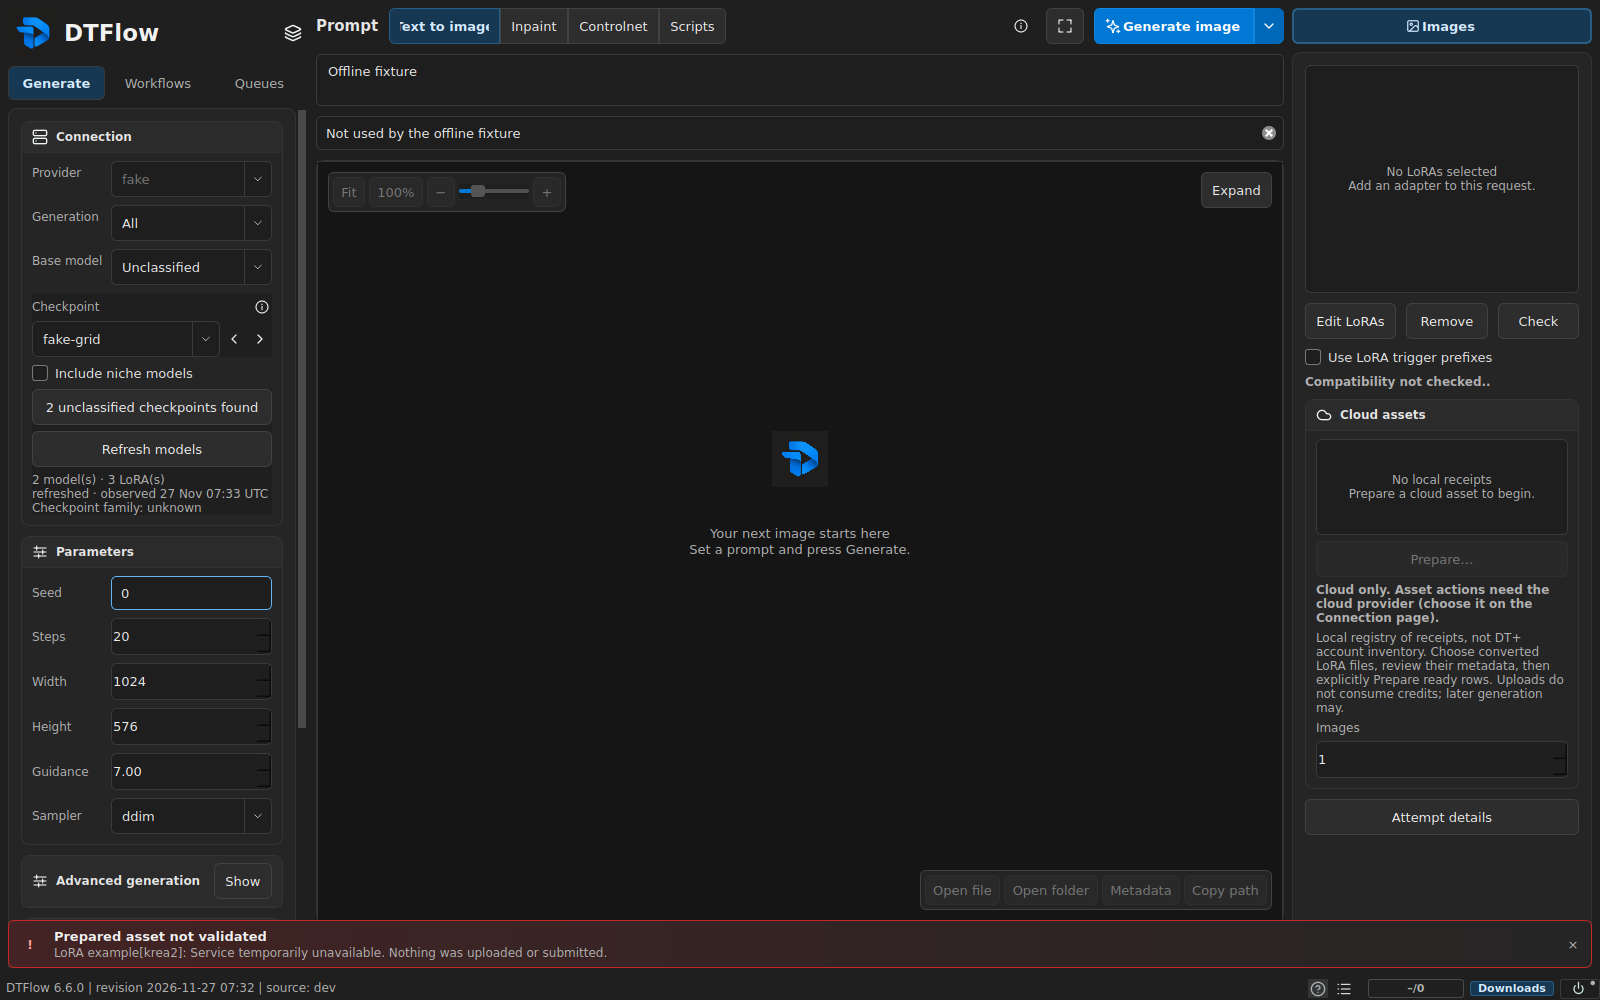 DTFlow
Generate
Workflows
Queues
Connection
Provider
fake
Generation
All
Base model
Unclassified
Checkpoint
fake-grid
Include niche models
2 unclassified checkpoints found
Refresh models
2 model(s) · 3 LoRA(s)
refreshed · observed 27 Nov 07:33 UTC
Checkpoint family: unknown
Parameters
Seed
0
Steps
20
Width
1024
Height
576
Guidance
7.00
Sampler
ddim
Advanced generation
Show
Prompt
Text to image
Inpaint
Controlnet
Scripts
Generate image
Offline fixture
Not used by the offline fixture
Fit
100%
−
+
Expand
Your next image starts here
Set a prompt and press Generate.
Open file
Open folder
Metadata
Copy path
Images
No LoRAs selected
Add an adapter to this request.
Edit LoRAs
Remove
Check
Use LoRA trigger prefixes
Compatibility not checked..
Cloud assets
No local receipts
Prepare a cloud asset to begin.
Prepare...
Cloud only. Asset actions need the
cloud provider (choose it on the
Connection page).
Local registry of receipts, not DT+
account inventory. Choose converted
LoRA files, review their metadata, then
explicitly Prepare ready rows. Uploads do
not consume credits; later generation
may.
Images
1
Attempt details
! Prepared asset not validated
LoRA example[krea2]: Service temporarily unavailable. Nothing was uploaded or submitted.
DTFlow 6.6.0 | revision 2026-11-27 07:32 | source: dev
–/0
Downloads